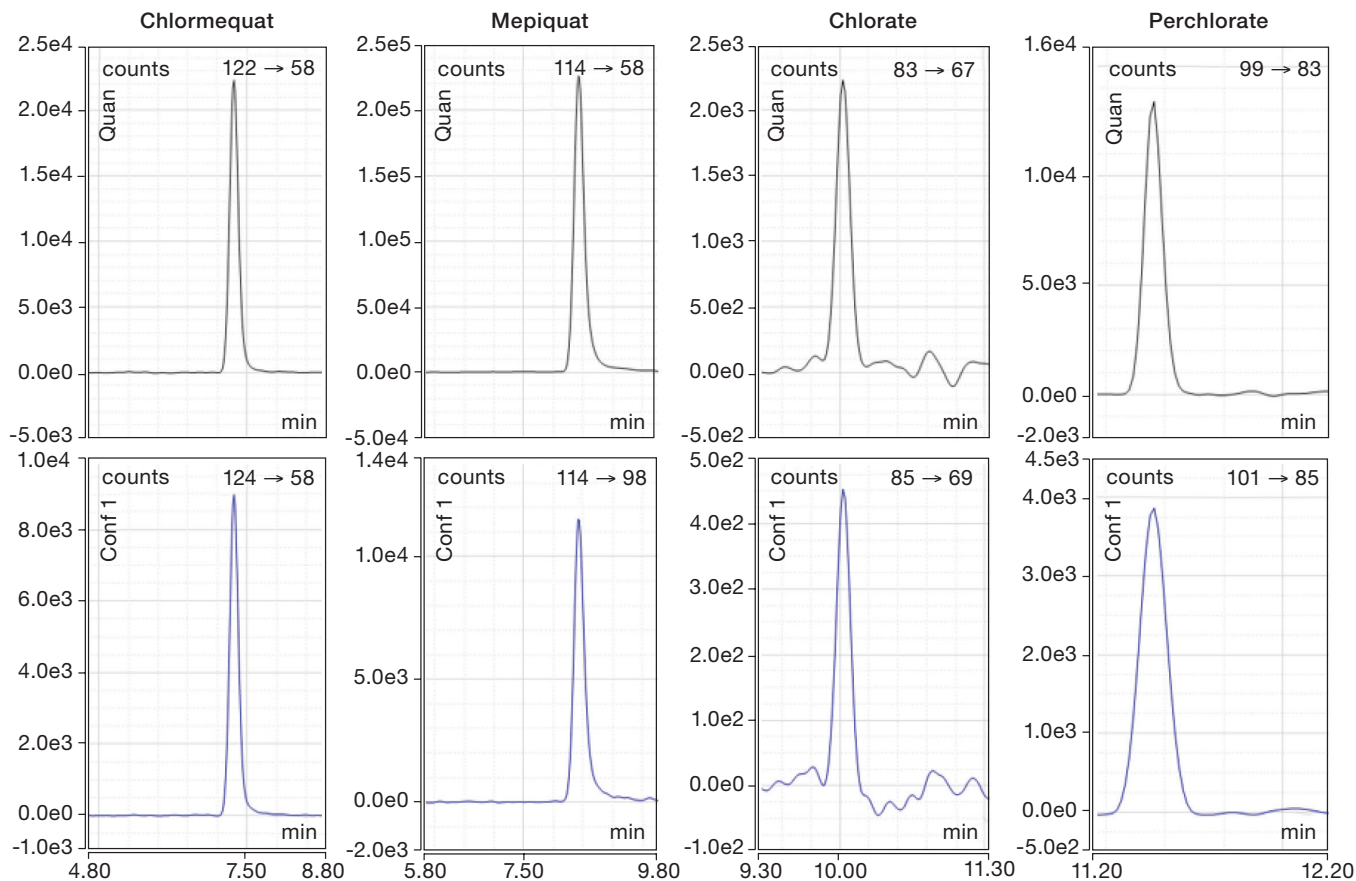 Chlormequat
Mepiquat
Chlorate
Perchlorate
2.5e4
2.0e4
1.5e4
1.0e4
5.0e3
0.0e0
-5.0e3
counts 122 → 58
Quan
min
2.5e5
2.0e5
1.5e5
1.0e5
5.0e4
0.0e0
-5.0e4
counts 114 → 58
Quan
min
2.5e3
2.0e3
1.5e3
1.0e3
5.0e2
0.0e0
-5.0e2
counts 83 → 67
Quan
min
1.6e4
1.0e4
5.0e3
0.0e0
-2.0e3
counts 99 → 83
Quan
min
1.0e4
8.0e3
6.0e3
4.0e3
2.0e3
0.0e0
-1.0e3
counts 124 → 58
Conf 1
min
4.80 7.50 8.80
1.4e4
1.0e4
5.0e3
0.0e0
-2.0e3
counts 114 → 98
Conf 1
min
5.80 7.50 9.80
5.0e2
4.0e2
3.0e2
2.0e2
1.0e2
0.0e0
-1.0e2
counts 85 → 69
Conf 1
min
9.30 10.00 11.30
4.5e3
4.0e3
3.0e3
2.0e3
1.0e3
0.0e0
-5.0e2
counts 101 → 85
Conf 1
min
11.20 12.20